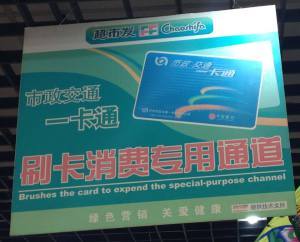 超市发 Chaoshifa
市政交通
一卡通
市政 交通
一卡通
刷卡消费专用通道
Brushes the card to expend the special-purpose channel
绿色营销 关爱健康